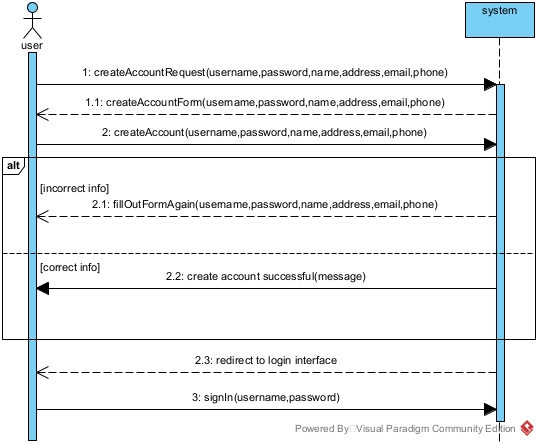 system
user
1: createAccountRequest(username,password,name,address,email,phone)
1.1: createAccountForm(username,password,name,address,email,phone)
2: createAccount(username,password,name,address,email,phone)
alt
[incorrect info]
2.1: fillOutFormAgain(username,password,name,address,email,phone)
[correct info]
2.2: create account successful(message)
2.3: redirect to login interface
3: signIn(username,password)
Powered By Visual Paradigm Community Edition